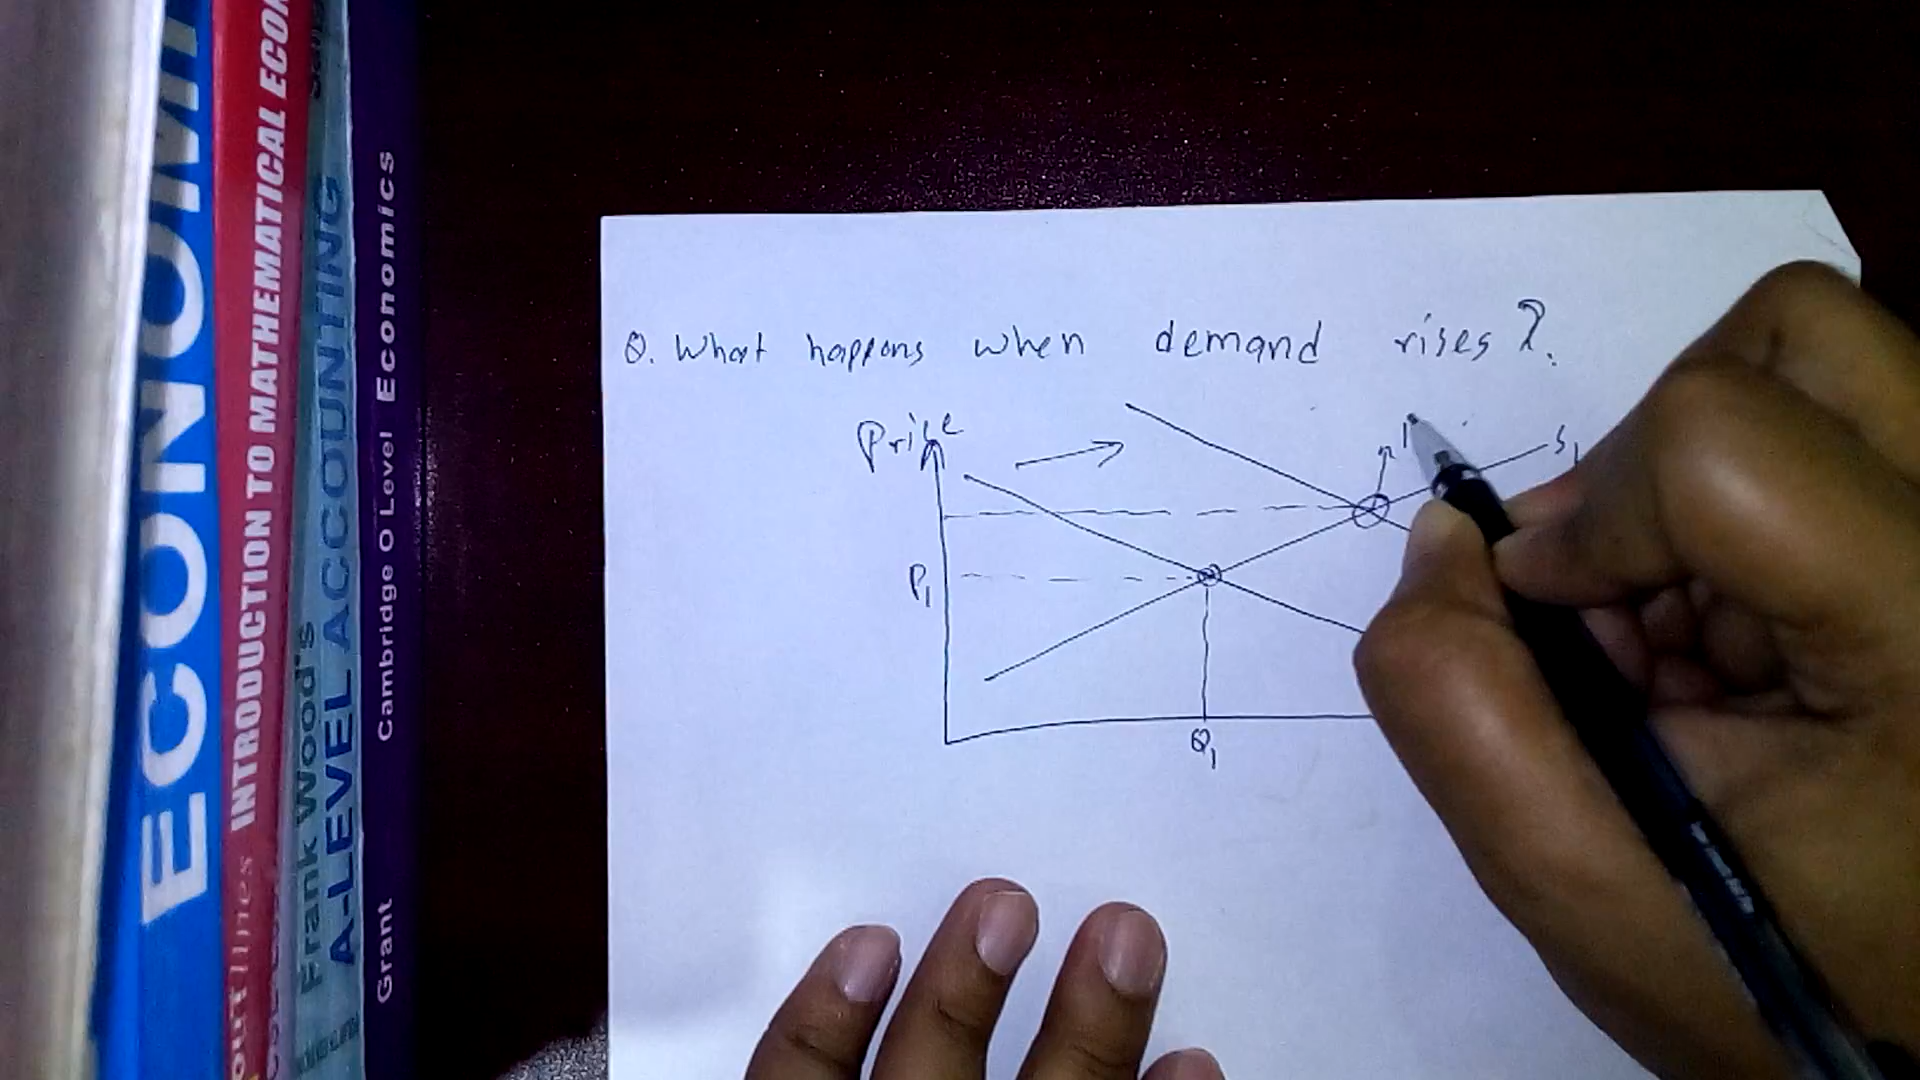 ECONOMI
INTRODUCTION TO MATHEMATICAL ECON
Frank Wood's
A-LEVEL ACCOUNTING
Grant Cambridge O Level Economics
Q. What happens when demand rises?
Price
S1
P1
Q1